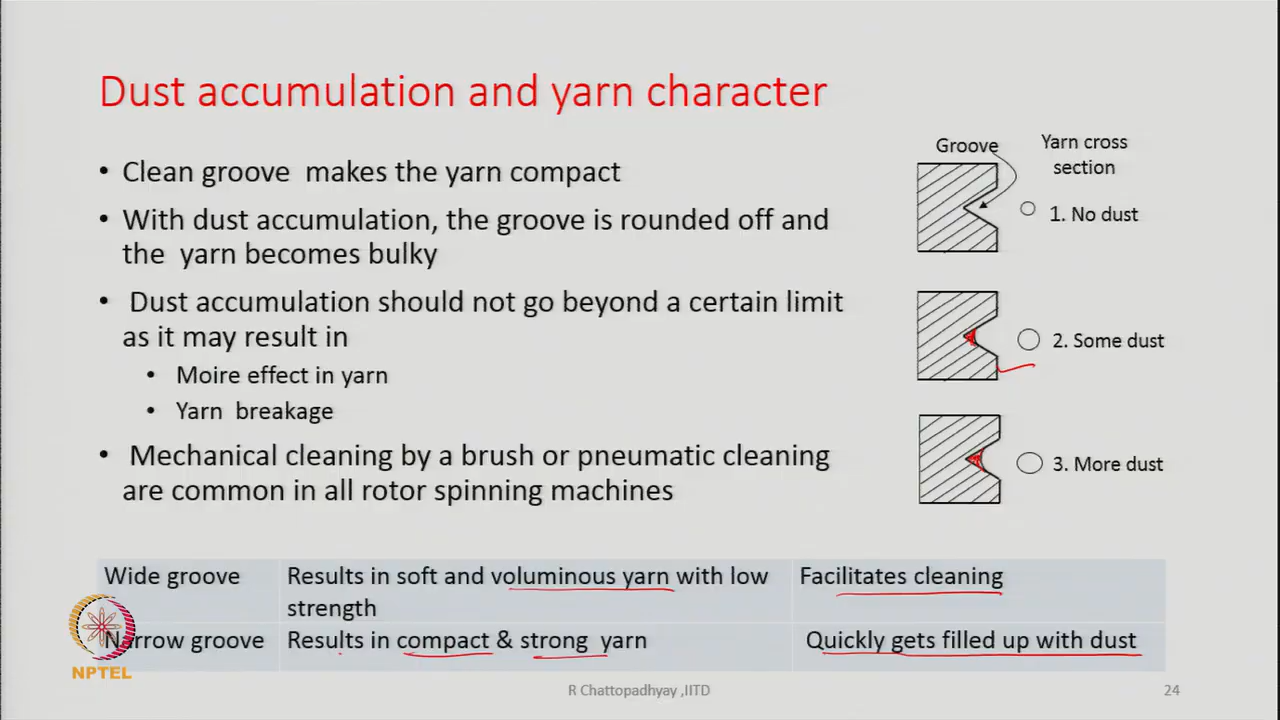 Dust accumulation and yarn character
• Clean groove makes the yarn compact
• With dust accumulation, the groove is rounded off and
the yarn becomes bulky
• Dust accumulation should not go beyond a certain limit
as it may result in
• Moire effect in yarn
• Yarn breakage
• Mechanical cleaning by a brush or pneumatic cleaning
are common in all rotor spinning machines
Groove
Yarn cross
section
1. No dust
2. Some dust
3. More dust
Wide groove
Results in soft and voluminous yarn with low
strength
Facilitates cleaning
Narrow groove
Results in compact & strong yarn
Quickly gets filled up with dust
NPTEL
R Chattopadhyay ,IITD
24